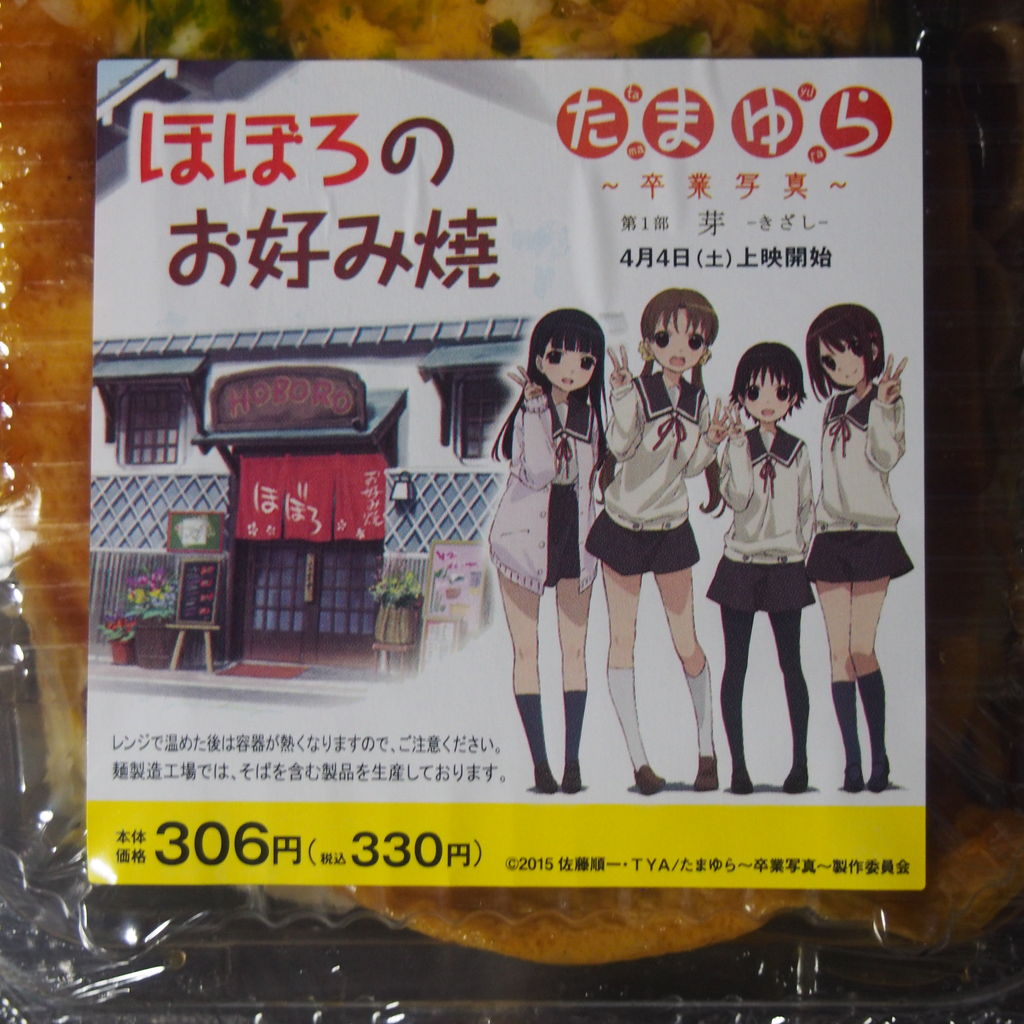 ほぼろの
お好み焼
たまゆら
ta ma yu ra
~卒業写真~
第1部 芽 -きざし-
4月4日(土)上映開始
HOBORO
ほぼろ
お好み焼
レンジで温めた後は容器が熱くなりますので、ご注意ください。
麺製造工場では、そばを含む製品を生産しております。
本体価格 306円(税込 330円)
©2015 佐藤順一・TYA/たまゆら~卒業写真~製作委員会